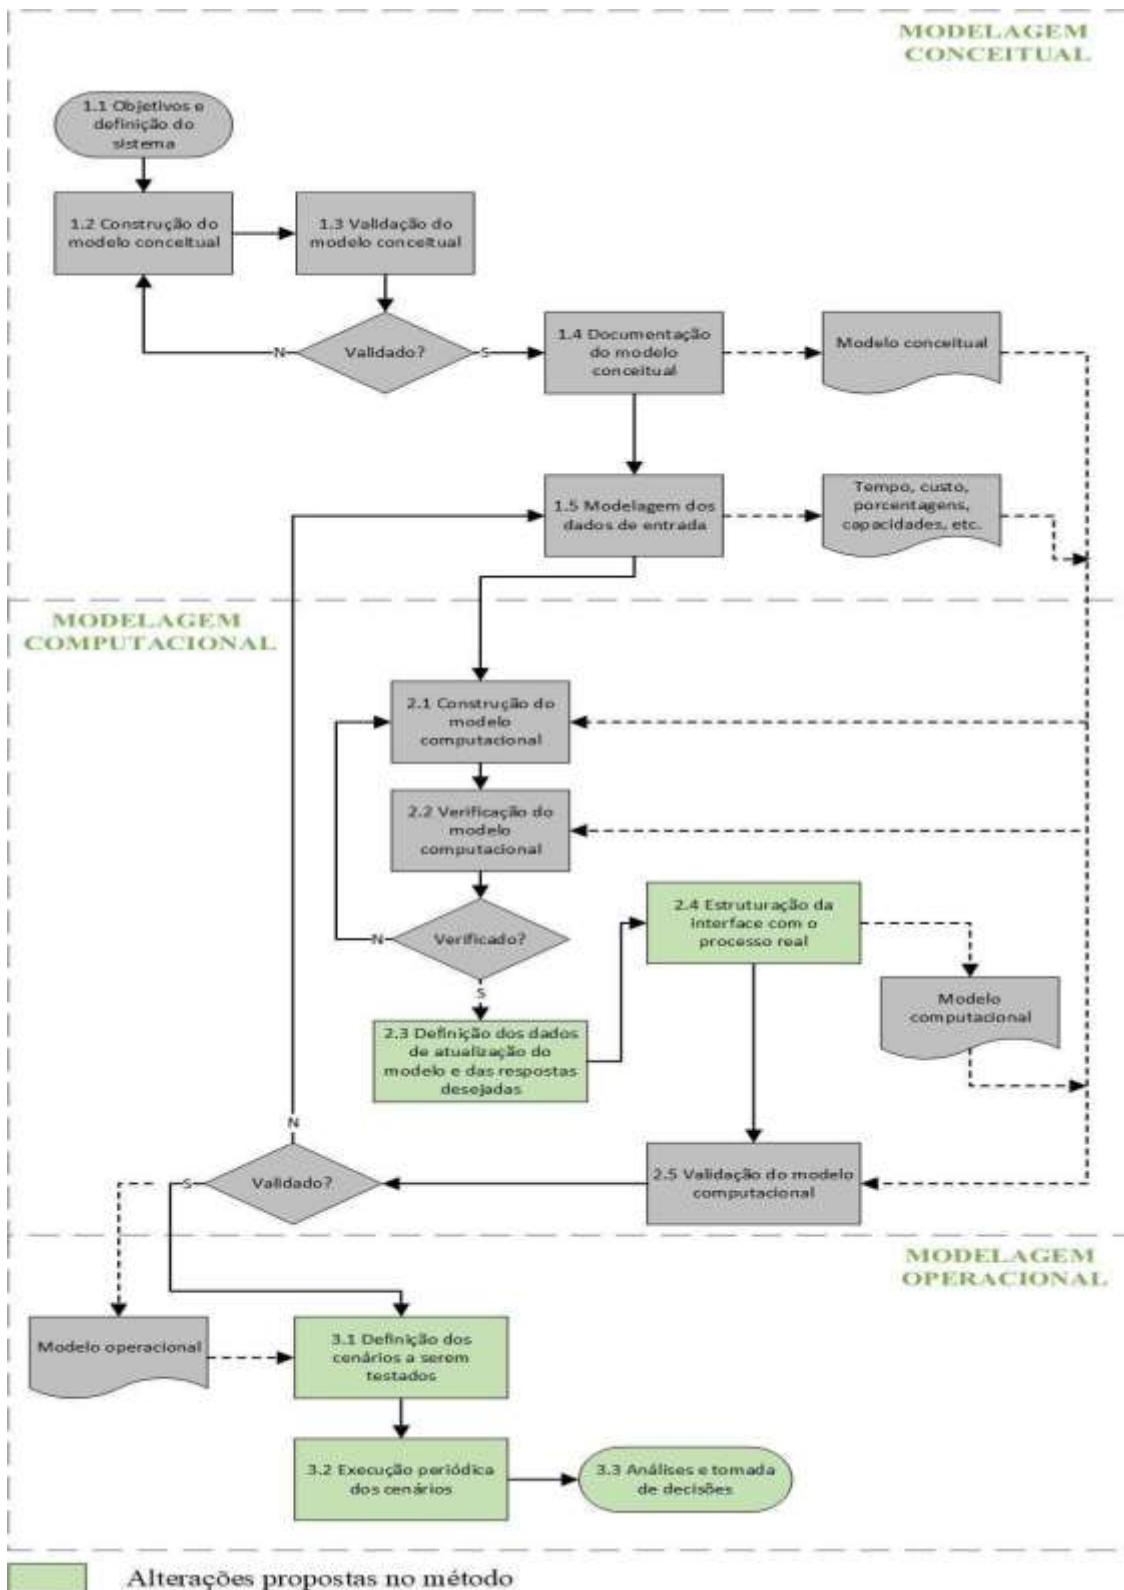 MODELAGEM
CONCEITUAL
1.1 Objetivos e
definição do
sistema
1.2 Construção do
modelo conceitual
1.3 Validação do
modelo conceitual
Validado?
N
S
1.4 Documentação
do modelo
conceitual
Modelo conceitual
1.5 Modelagem dos
dados de entrada
Tempo, custo,
porcentagens,
capacidades, etc.
MODELAGEM
COMPUTACIONAL
2.1 Construção do
modelo
computacional
2.2 Verificação do
modelo
computacional
Verificado?
N
S
2.3 Definição dos dados
de atualização do
modelo e das respostas
desejadas
2.4 Estruturação da
interface com o
processo real
Modelo
computacional
2.5 Validação do modelo
computacional
Validado?
N
S
MODELAGEM
OPERACIONAL
Modelo operacional
3.1 Definição dos
cenários a serem
testados
3.2 Execução periódica
dos cenários
3.3 Análises e tomada
de decisões
Alterações propostas no método